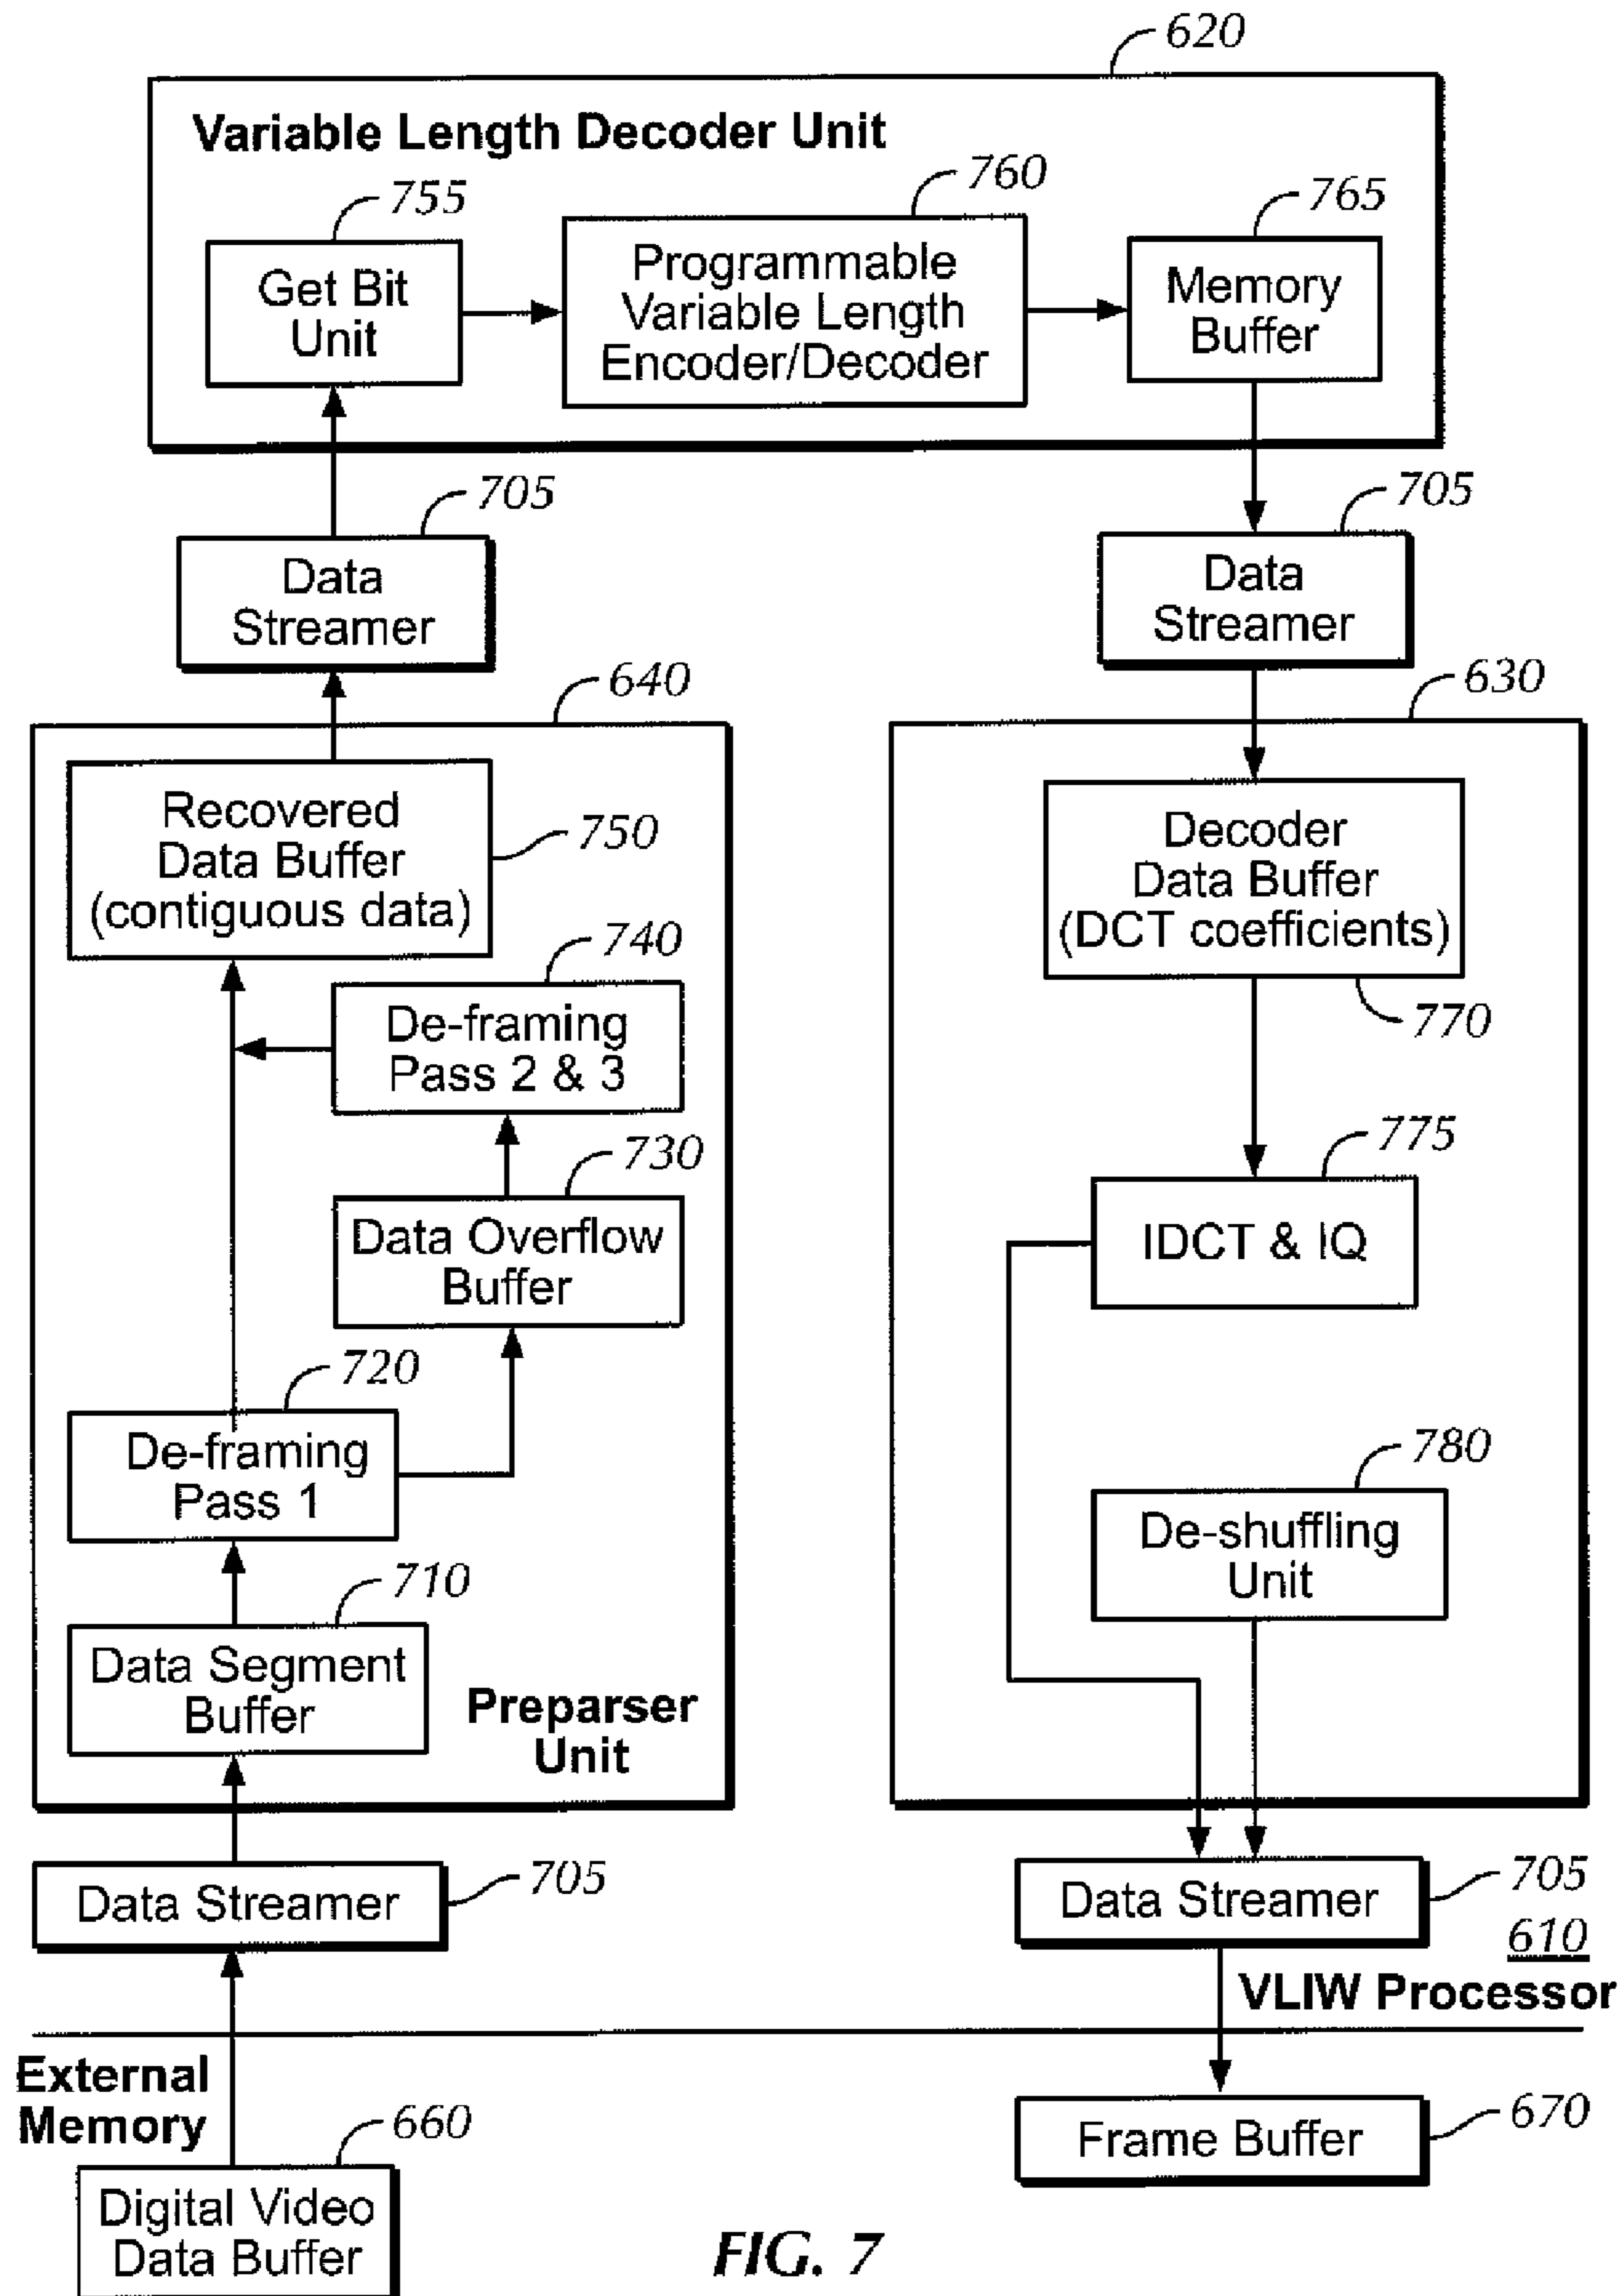 620
Variable Length Decoder Unit
755
760
765
Get Bit
Unit
Programmable
Variable Length
Encoder/Decoder
Memory
Buffer
705
Data
Streamer
705
Data
Streamer
640
Recovered
Data Buffer
(contiguous data)
750
740
De-framing
Pass 2 & 3
730
Data Overflow
Buffer
720
De-framing
Pass 1
710
Data Segment
Buffer
Preparser
Unit
Data Streamer
705
630
Decoder
Data Buffer
(DCT coefficients)
770
775
IDCT & IQ
780
De-shuffling
Unit
Data Streamer
705
610
VLIW Processor
External
Memory
660
Digital Video
Data Buffer
Frame Buffer
670
FIG. 7